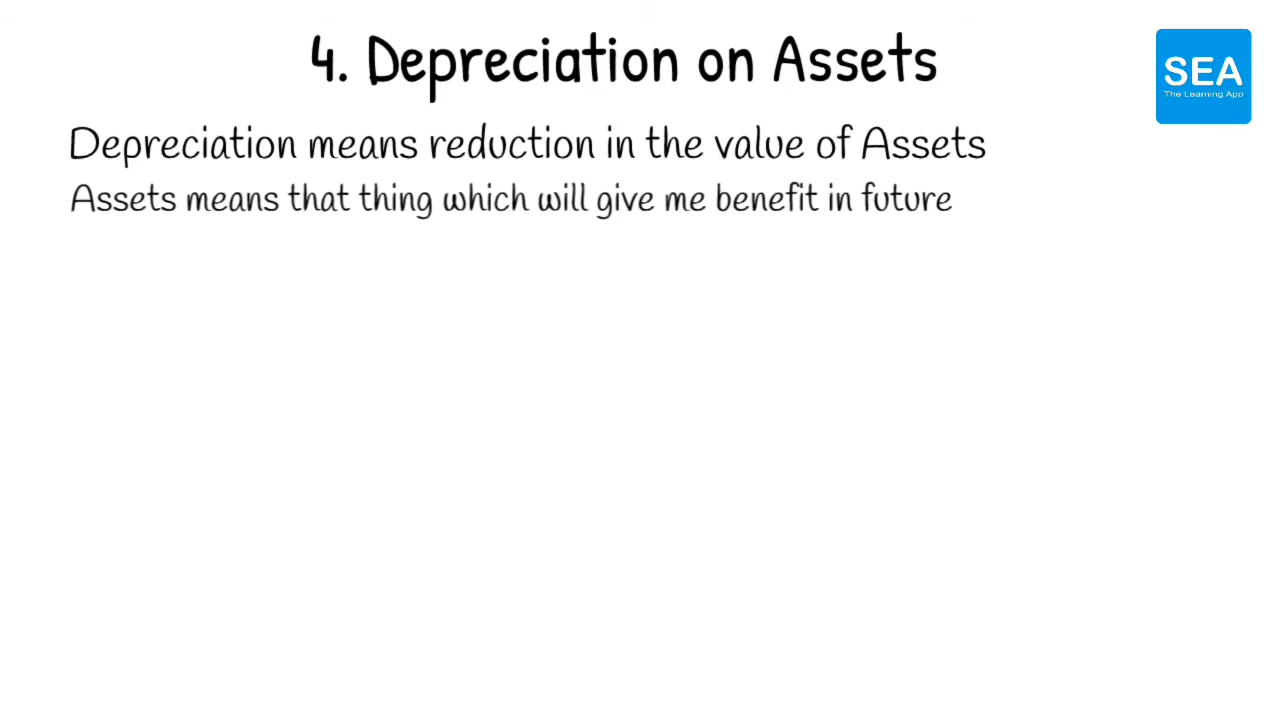 4. Depreciation on Assets
SEA
The Learning App
Depreciation means reduction in the value of Assets
Assets means that thing which will give me benefit in future